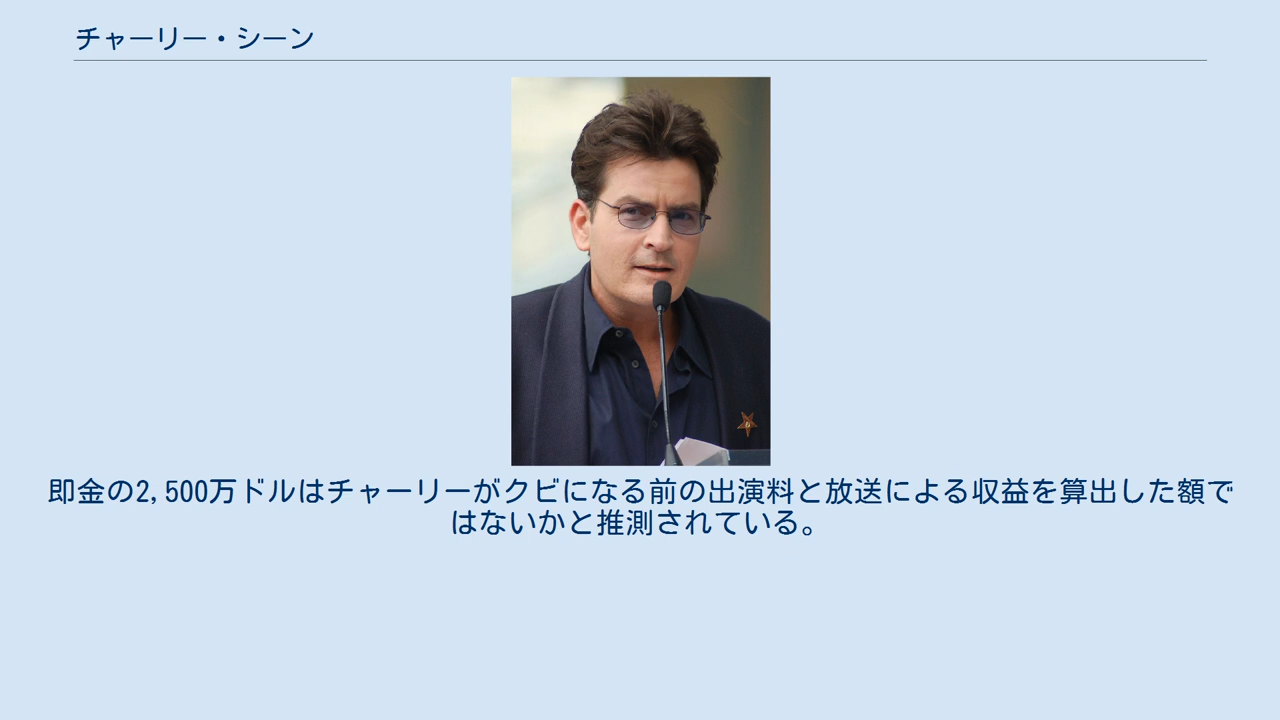 チャーリー・シーン
即金の2,500万ドルはチャーリーがクビになる前の出演料と放送による収益を算出した額で
はないかと推測されている。